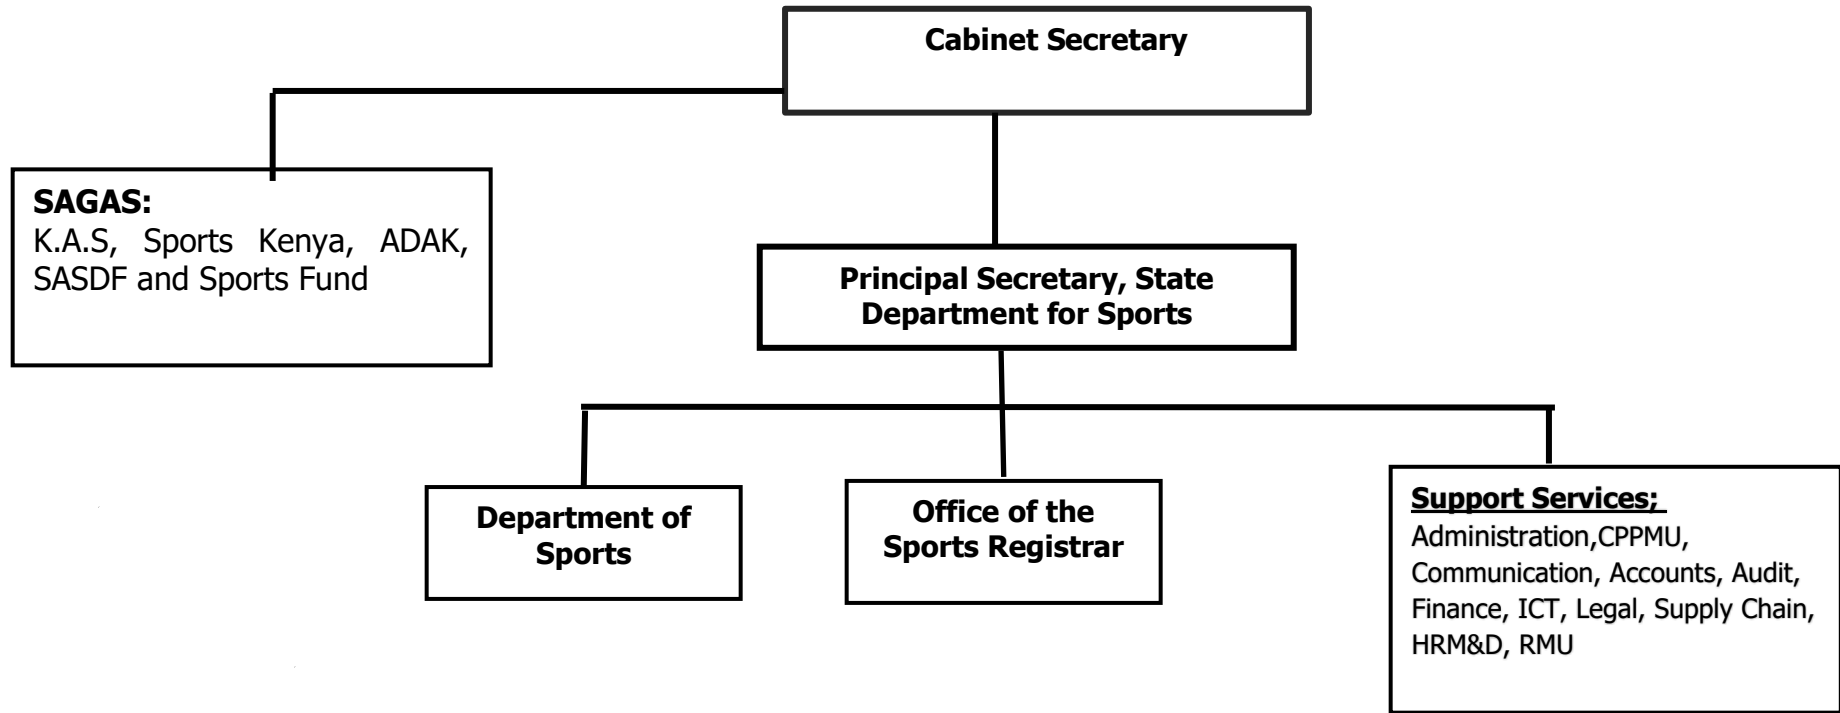 Cabinet Secretary
SAGAS:
K.A.S, Sports Kenya, ADAK,
SASDF and Sports Fund
Principal Secretary, State
Department for Sports
Department of
Sports
Office of the
Sports Registrar
Support Services;
Administration,CPPMU,
Communication, Accounts, Audit,
Finance, ICT, Legal, Supply Chain,
HRM&D, RMU